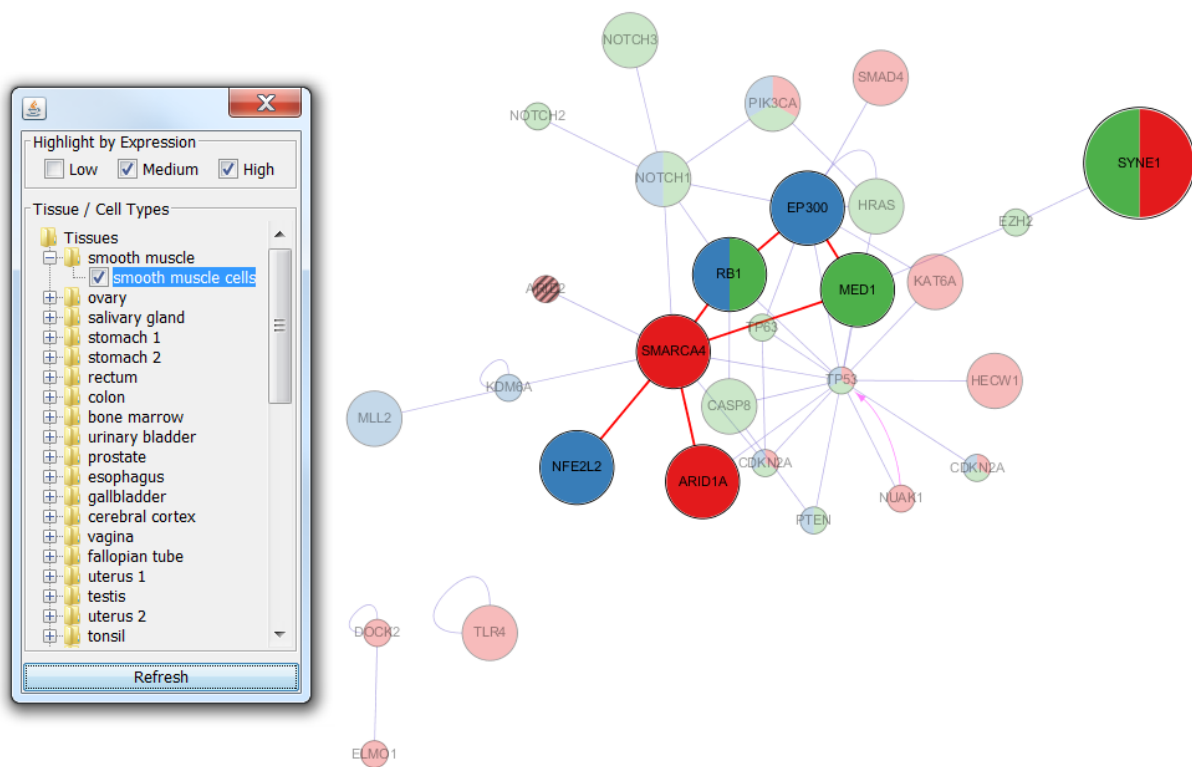 Highlight by Expression
Low
Medium
High
Tissue / Cell Types
Tissues
smooth muscle
smooth muscle cells
ovary
salivary gland
stomach 1
stomach 2
rectum
colon
bone marrow
urinary bladder
prostate
esophagus
gallbladder
cerebral cortex
vagina
fallopian tube
uterus 1
testis
uterus 2
tonsil
Refresh
NOTCH3
SMAD4
PIK3CA
NOTCH2
SYNE1
NOTCH1
EP300
HRAS
EZH2
RB1
MED1
KAT6A
ARID2
TP63
SMARCA4
TP53
HECW1
KDM6A
CASP8
MLL2
NFE2L2
CDKN2A
CDKN2A
ARID1A
NUAK1
PTEN
DOCK2
TLR4
ELMO1